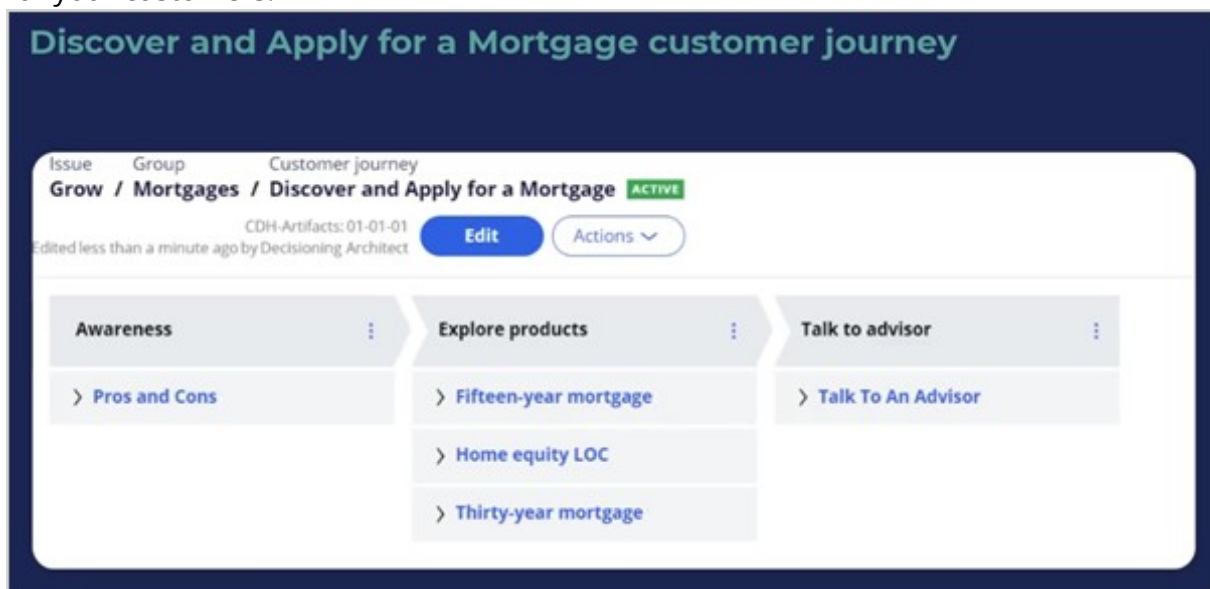 Discover and Apply for a Mortgage customer journey
Issue Group Customer journey
Grow / Mortgages / Discover and Apply for a Mortgage ACTIVE
CDH-Artifacts: 01-01-01
Edited less than a minute ago by Decisioning Architect
Edit Actions
Awareness Explore products Talk to advisor
Pros and Cons Fifteen-year mortgage Talk To An Advisor
Home equity LOC
Thirty-year mortgage